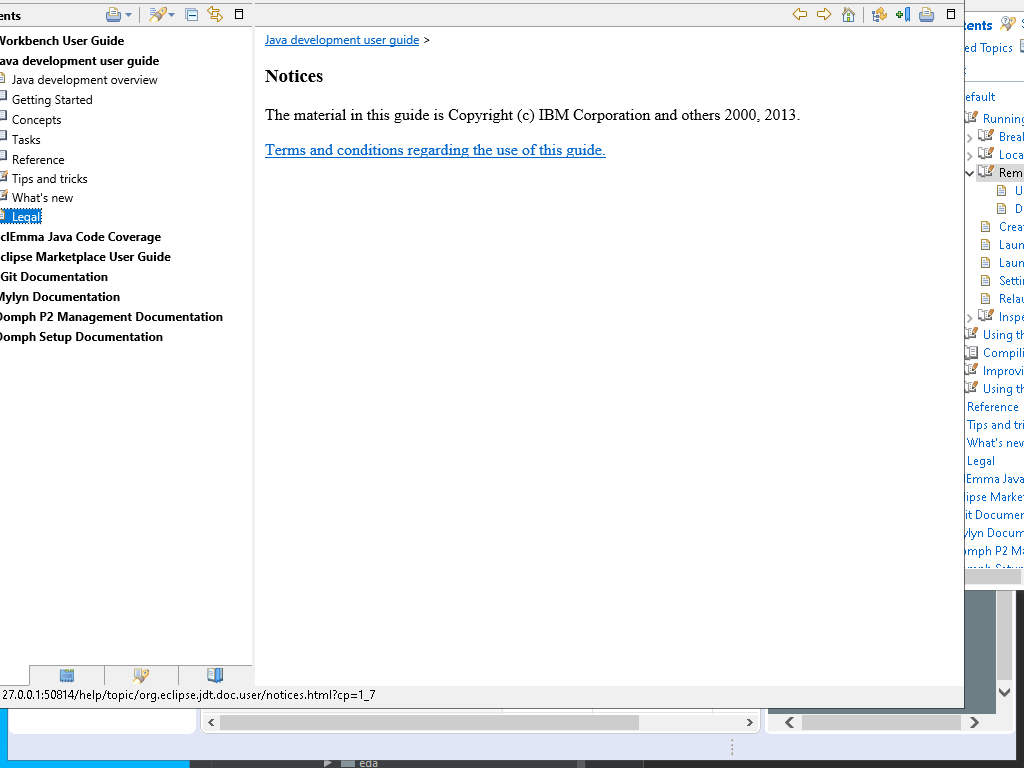 ents
Workbench User Guide
ava development user guide
Java development overview
Getting Started
Concepts
Tasks
Reference
Tips and tricks
What's new
Legal
clEmma Java Code Coverage
clipse Marketplace User Guide
Git Documentation
Mylyn Documentation
Oomph P2 Management Documentation
Oomph Setup Documentation
Java development user guide >
Notices
The material in this guide is Copyright (c) IBM Corporation and others 2000, 2013.
Terms and conditions regarding the use of this guide.
27.0.0.1:50814/help/topic/org.eclipse.jdt.doc.user/notices.html?cp=1_7
tents
ed Topics
efault
Running
Breal
Loca
Rem
U
D
Creat
Laun
Laun
Settin
Relau
Inspe
Using th
Compili
Improvi
Using th
Reference
Tips and tri
What's new
Legal
lEmma Java
lipse Marke
it Documen
ylyn Docum
omph P2 Ma
eda